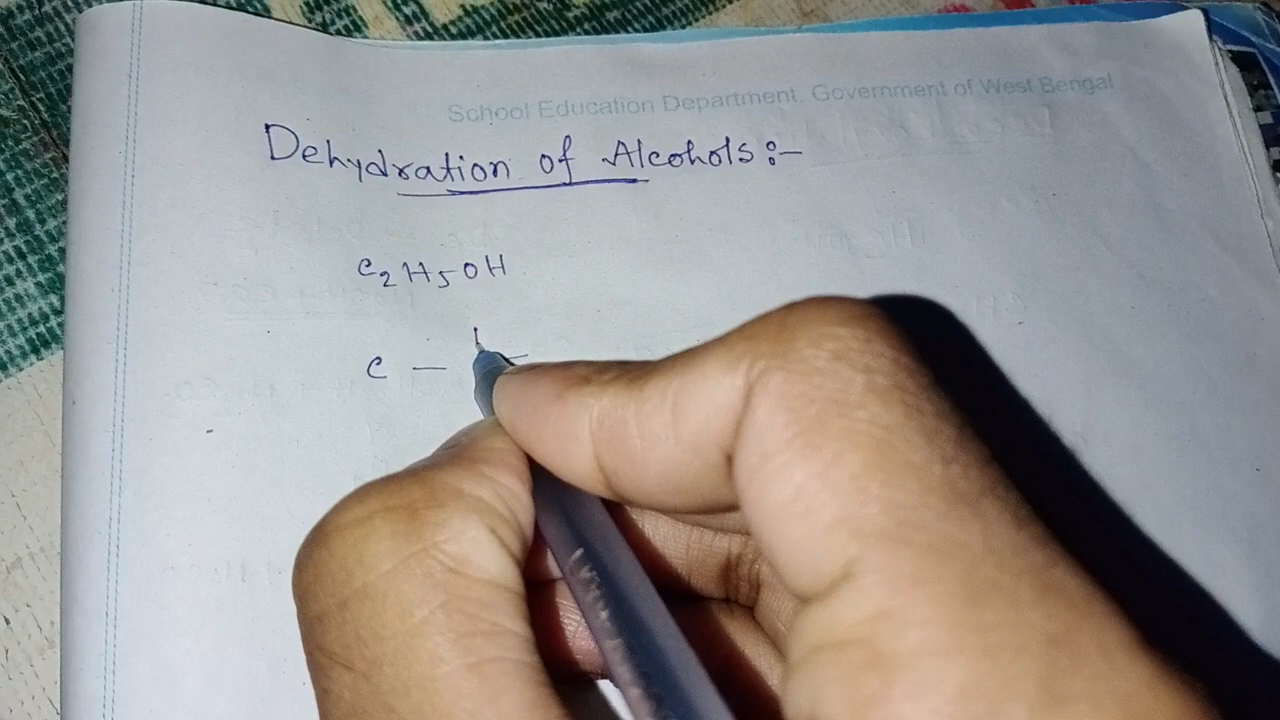 School Education Department, Government of West Bengal
Dehydration of Alcohols:-
C2H5OH
C —